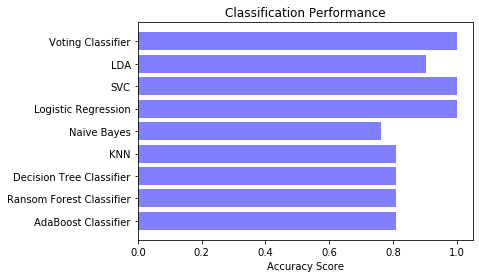 Classification Performance
Voting Classifier
LDA
SVC
Logistic Regression
Naive Bayes
KNN
Decision Tree Classifier
Ransom Forest Classifier
AdaBoost Classifier
0.0 0.2 0.4 0.6 0.8 1.0
Accuracy Score